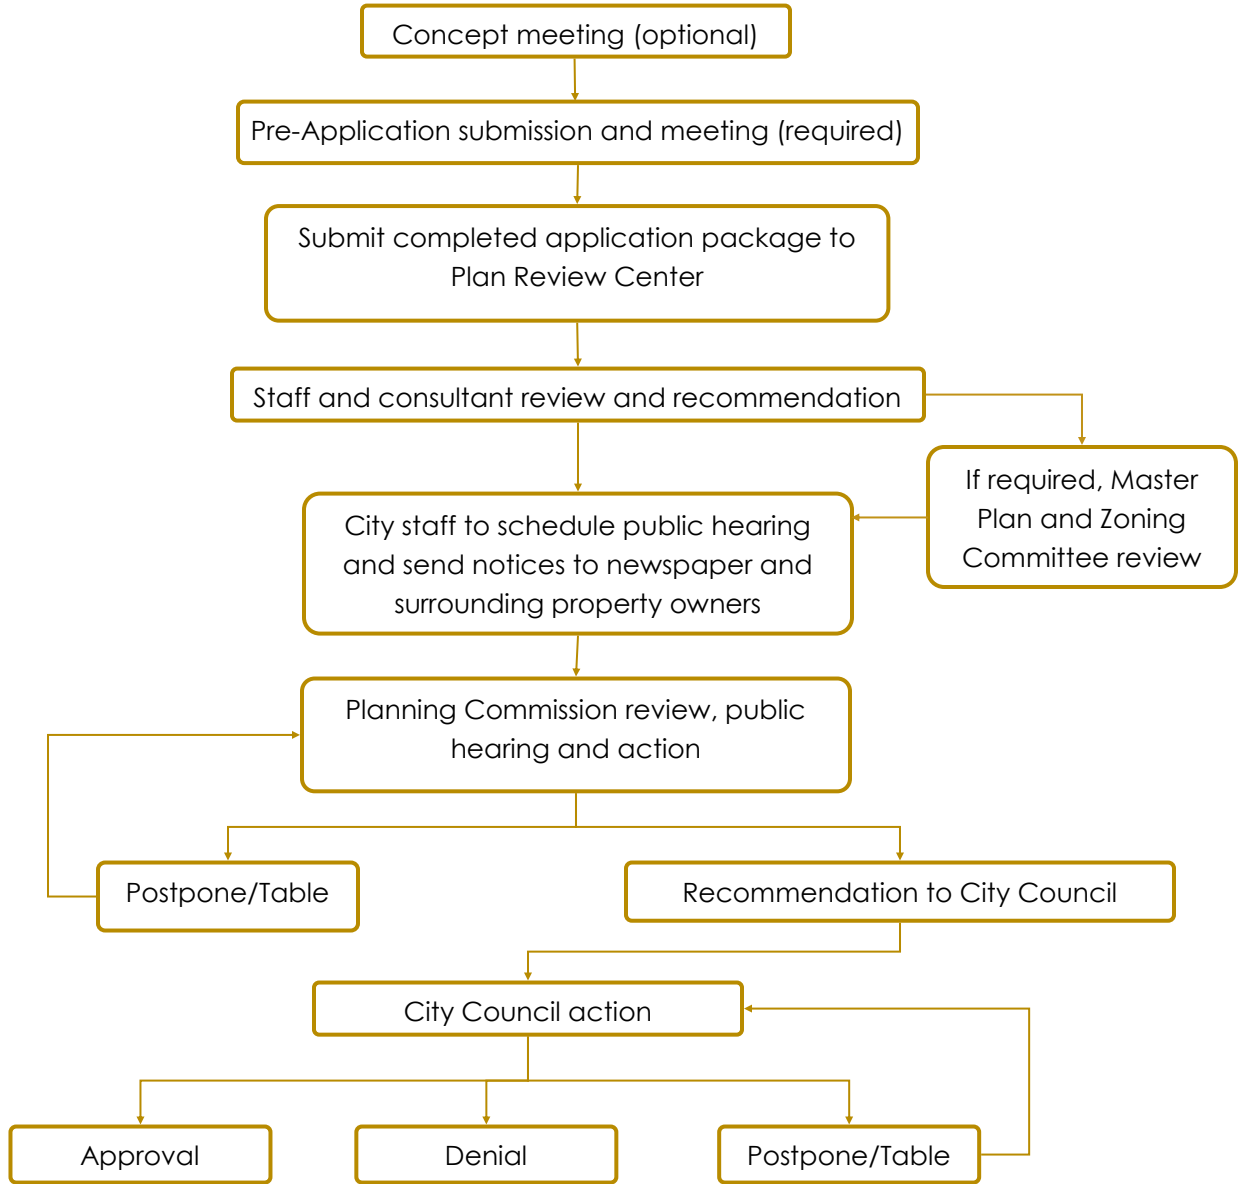 Concept meeting (optional)
Pre-Application submission and meeting (required)
Submit completed application package to
Plan Review Center
Staff and consultant review and recommendation
If required, Master
Plan and Zoning
Committee review
City staff to schedule public hearing
and send notices to newspaper and
surrounding property owners
Planning Commission review, public
hearing and action
Postpone/Table
Recommendation to City Council
City Council action
Approval
Denial
Postpone/Table